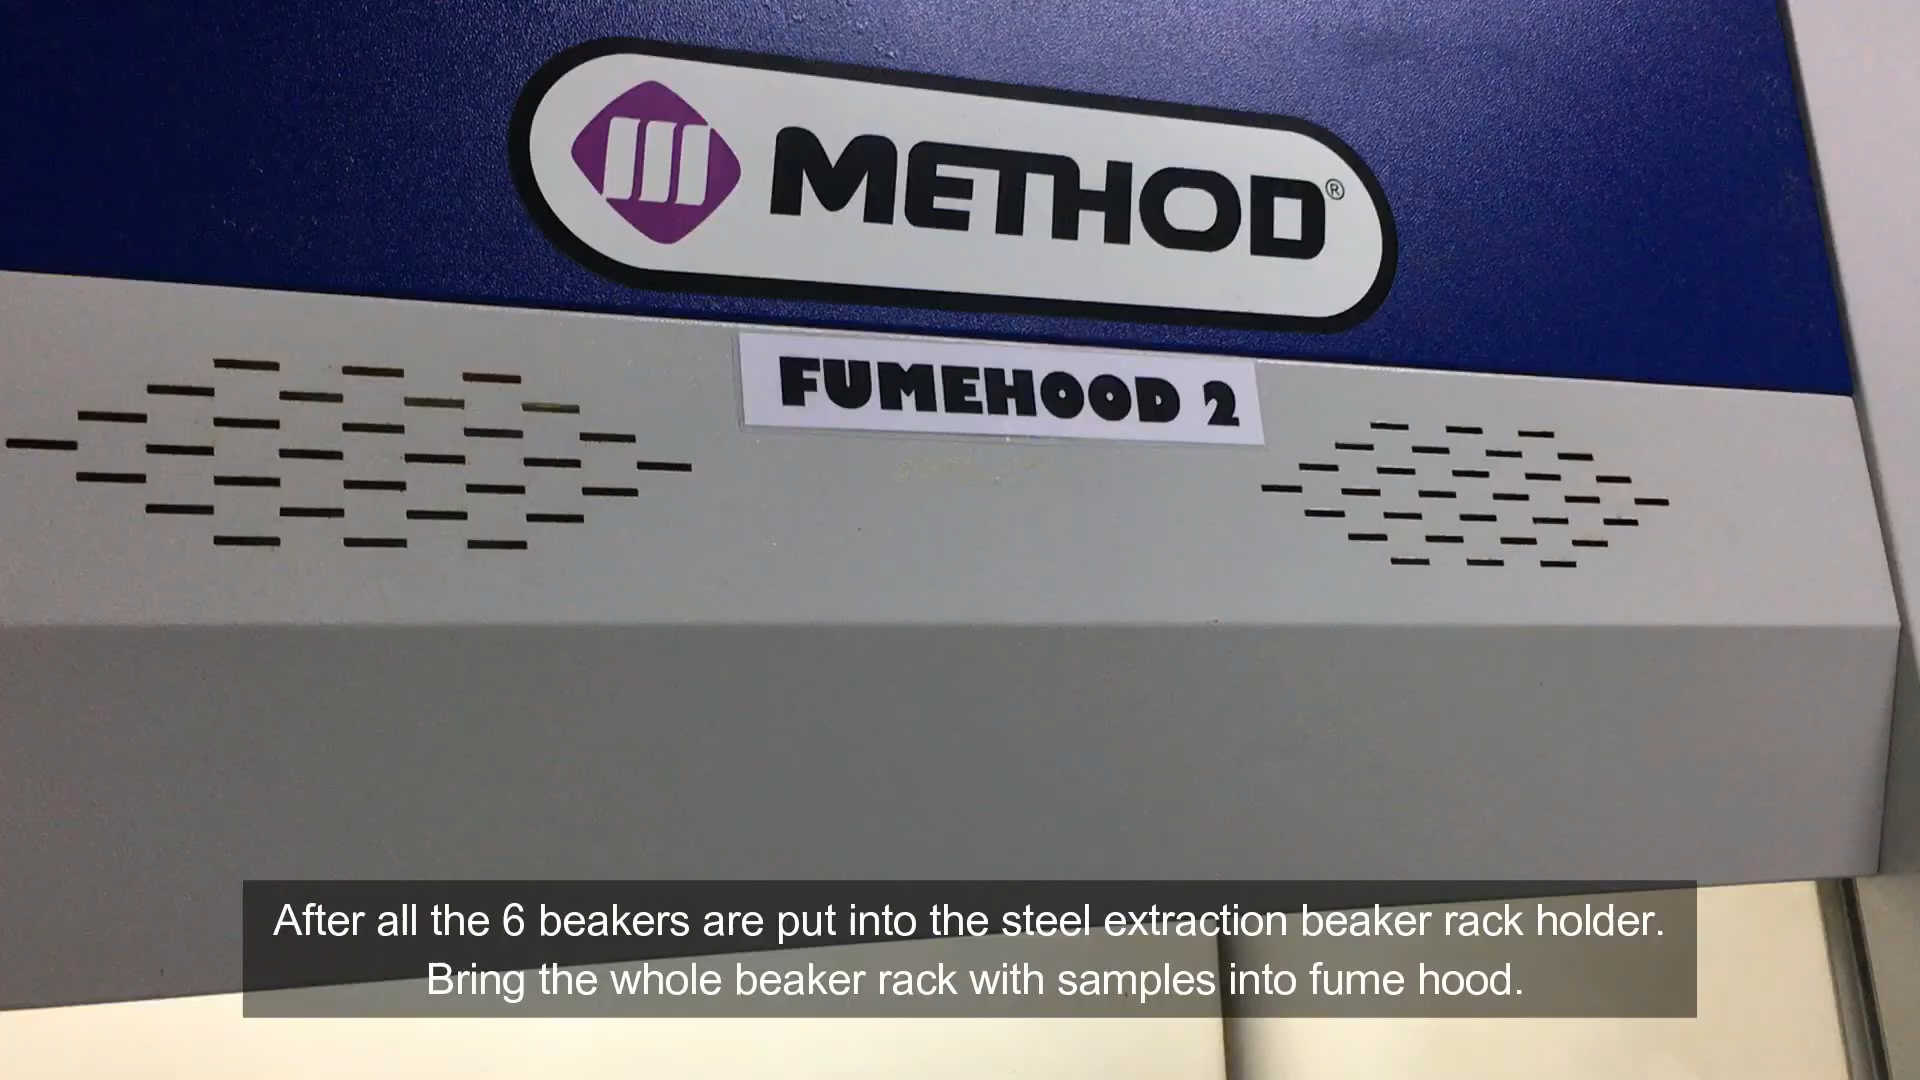 METHOD®
FUMEHOOD 2
After all the 6 beakers are put into the steel extraction beaker rack holder.
Bring the whole beaker rack with samples into fume hood.